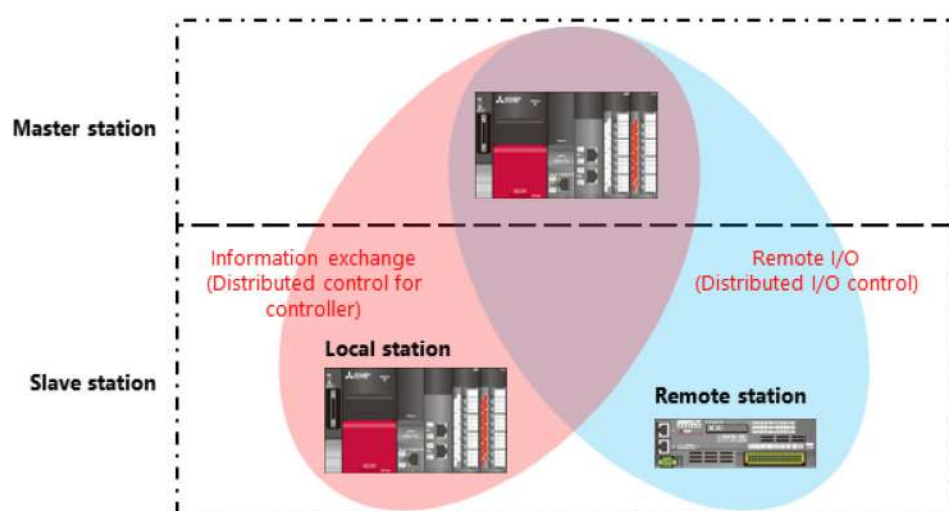 Master station
Information exchange
(Distributed control for
controller)
Remote I/O
(Distributed I/O control)
Local station
Slave station
Remote station